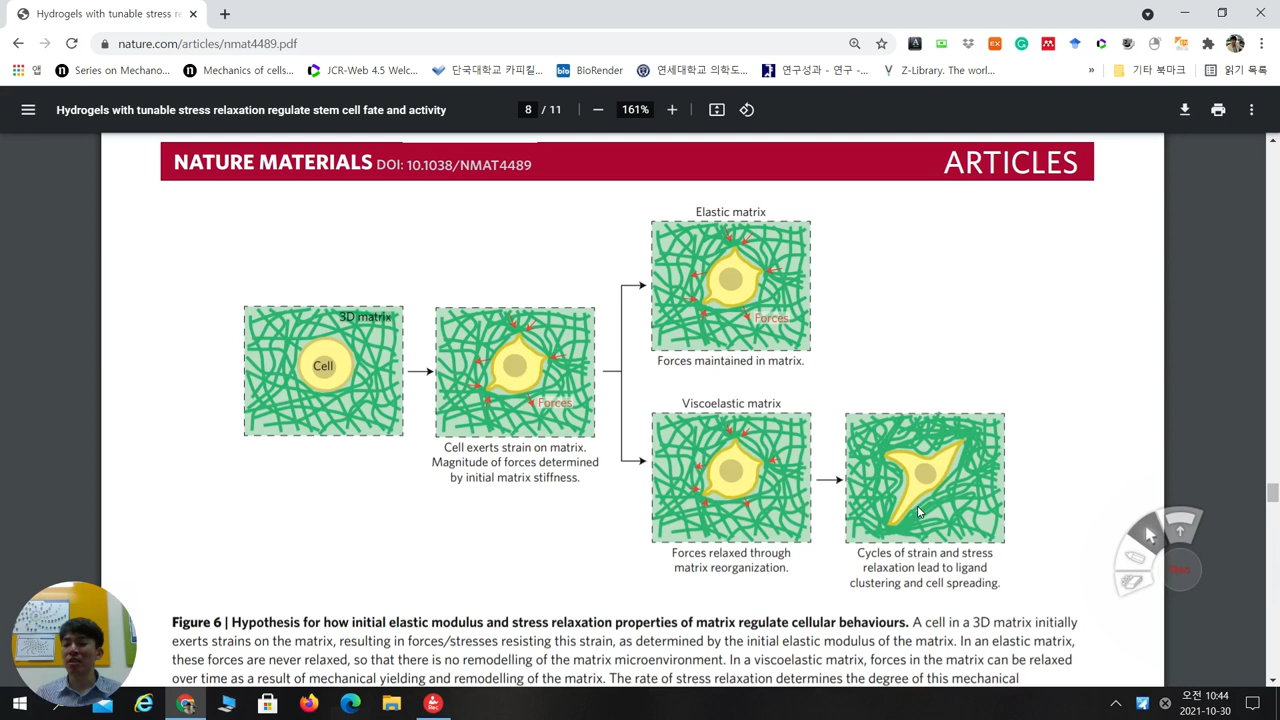 Hydrogels with tunable stress r
nature.com/articles/nmat4489.pdf
앱
Series on Mechano...
Mechanics of cells...
JCR-Web 4.5 Welc...
단국대학교 카피킬...
bio
BioRender
연세대학교 의학도...
연구성과 - 연구 -...
Z-Library. The worl...
»
기타 북마크
읽기 목록
Hydrogels with tunable stress relaxation regulate stem cell fate and activity
8 / 11
161%
NATURE MATERIALS DOI: 10.1038/NMAT4489
ARTICLES
Elastic matrix
3D matrix
Cell
Forces
Forces
Forces maintained in matrix.
Viscoelastic matrix
Cell exerts strain on matrix.
Magnitude of forces determined
by initial matrix stiffness.
Forces relaxed through
matrix reorganization.
Cycles of strain and stress
relaxation lead to ligand
clustering and cell spreading.
Figure 6 | Hypothesis for how initial elastic modulus and stress relaxation properties of matrix regulate cellular behaviours. A cell in a 3D matrix initially
exerts strains on the matrix, resulting in forces/stresses resisting this strain, as determined by the initial elastic modulus of the matrix. In an elastic matrix,
these forces are never relaxed, so that there is no remodelling of the matrix microenvironment. In a viscoelastic matrix, forces in the matrix can be relaxed
over time as a result of mechanical yielding and remodelling of the matrix. The rate of stress relaxation determines the degree of this mechanical
오전 10:44
2021-10-30